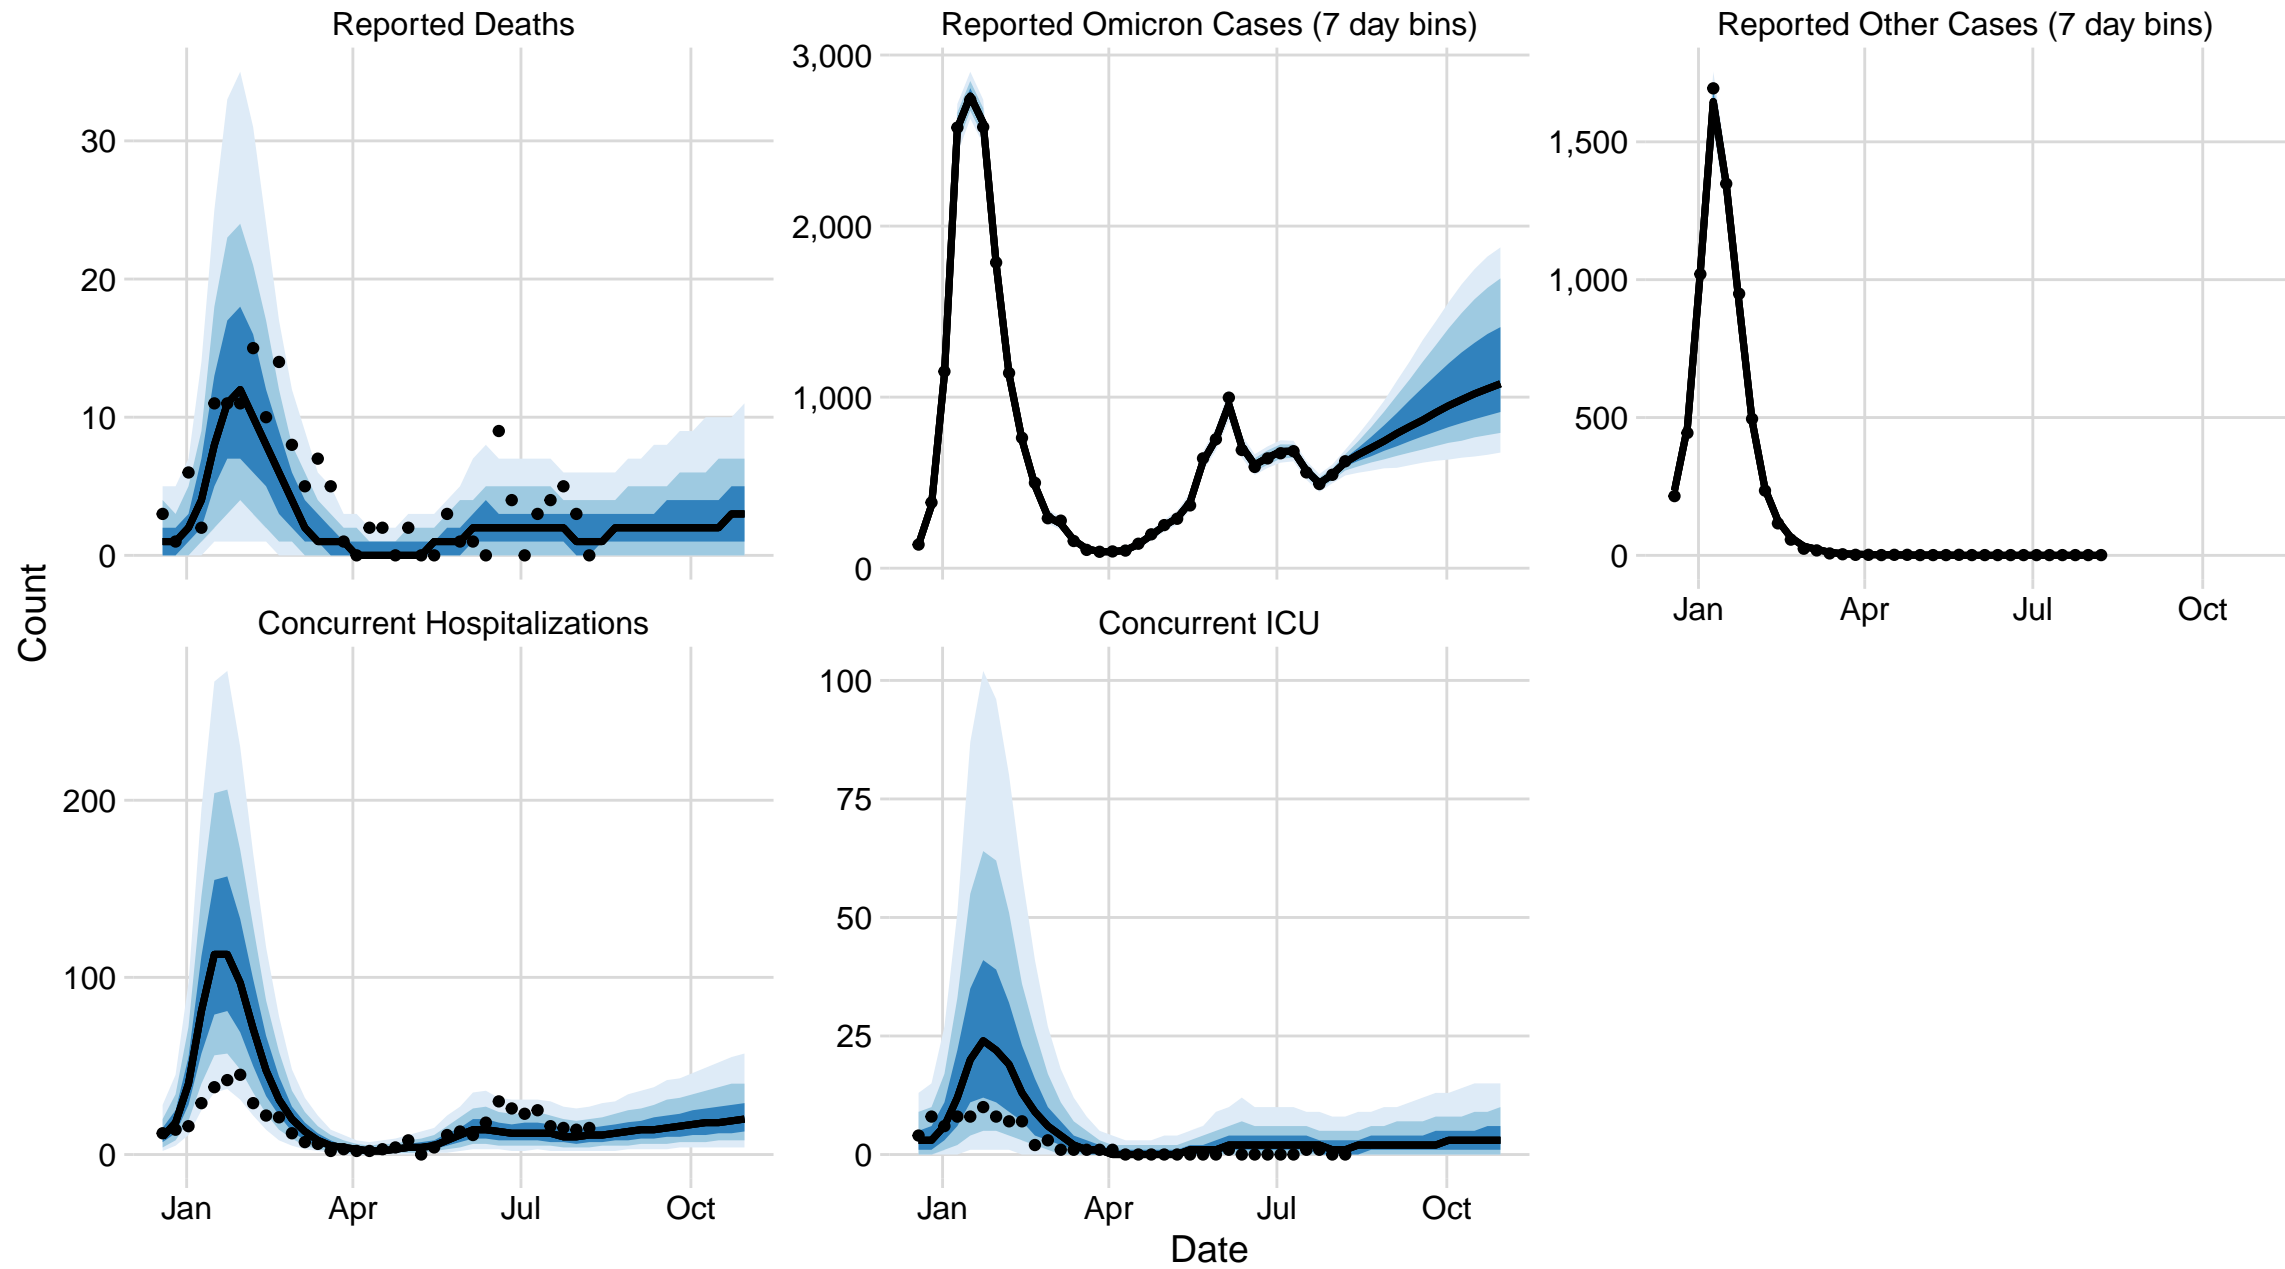 Reported Deaths
Reported Omicron Cases (7 day bins)
Reported Other Cases (7 day bins)
30
20
10
0
3,000
2,000
1,000
0
1,500
1,000
500
0
Jan Apr Jul Oct
Count
Concurrent Hospitalizations
Concurrent ICU
200
100
0
100
75
50
25
0
Jan Apr Jul Oct
Jan Apr Jul Oct
Date